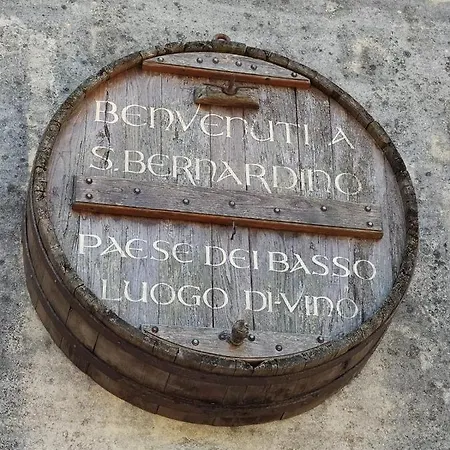 BENVENUTI A
S. BERNARDINO
PAESE DEI BASSO
LUOGO DI-VINO